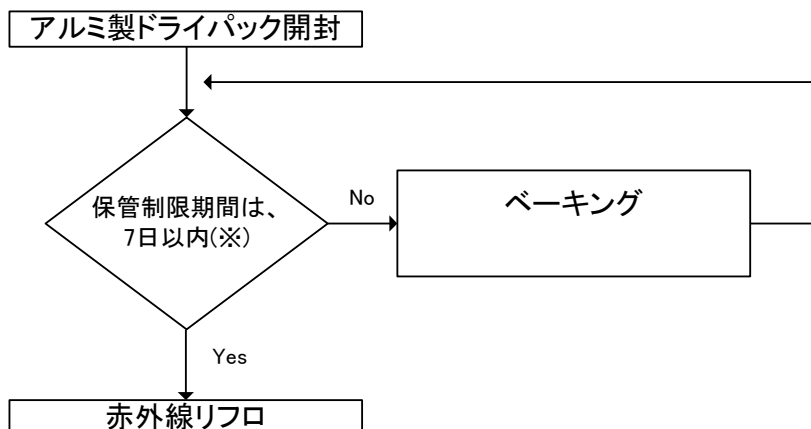 アルミ製ドライパック開封
保管制限期間は、
7日以内(※)
No
ベーキング
Yes
赤外線リフロ